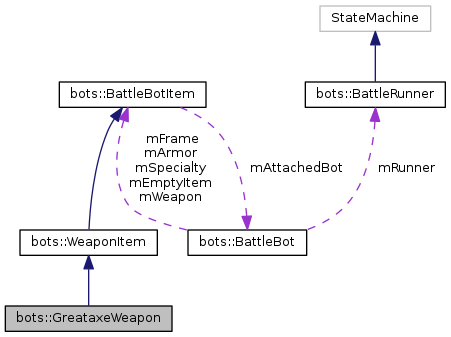 StateMachine
bots::BattleBotItem
bots::BattleRunner
mFrame
mArmor
mSpecialty
mEmptyItem
mWeapon
mAttachedBot
mRunner
bots::WeaponItem
bots::BattleBot
bots::GreataxeWeapon